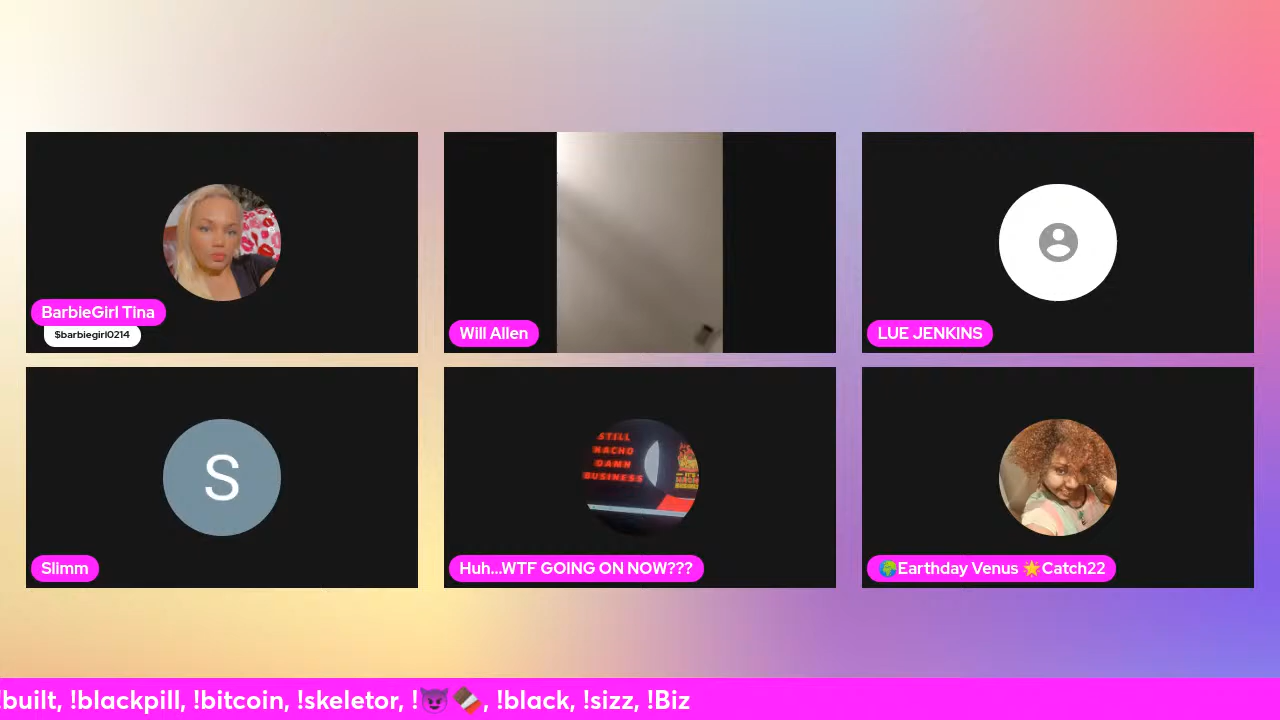 BarbieGirl Tina
$barbiegirl0214
Will Allen
LUE JENKINS
S
Slimm
STILL
NACHO
DAMN
BUSINESS
Huh...WTF GOING ON NOW???
🌍Earthday Venus 🌟Catch22
!built, !blackpill, !bitcoin, !skeletor, !😈🍫, !black, !sizz, !Biz